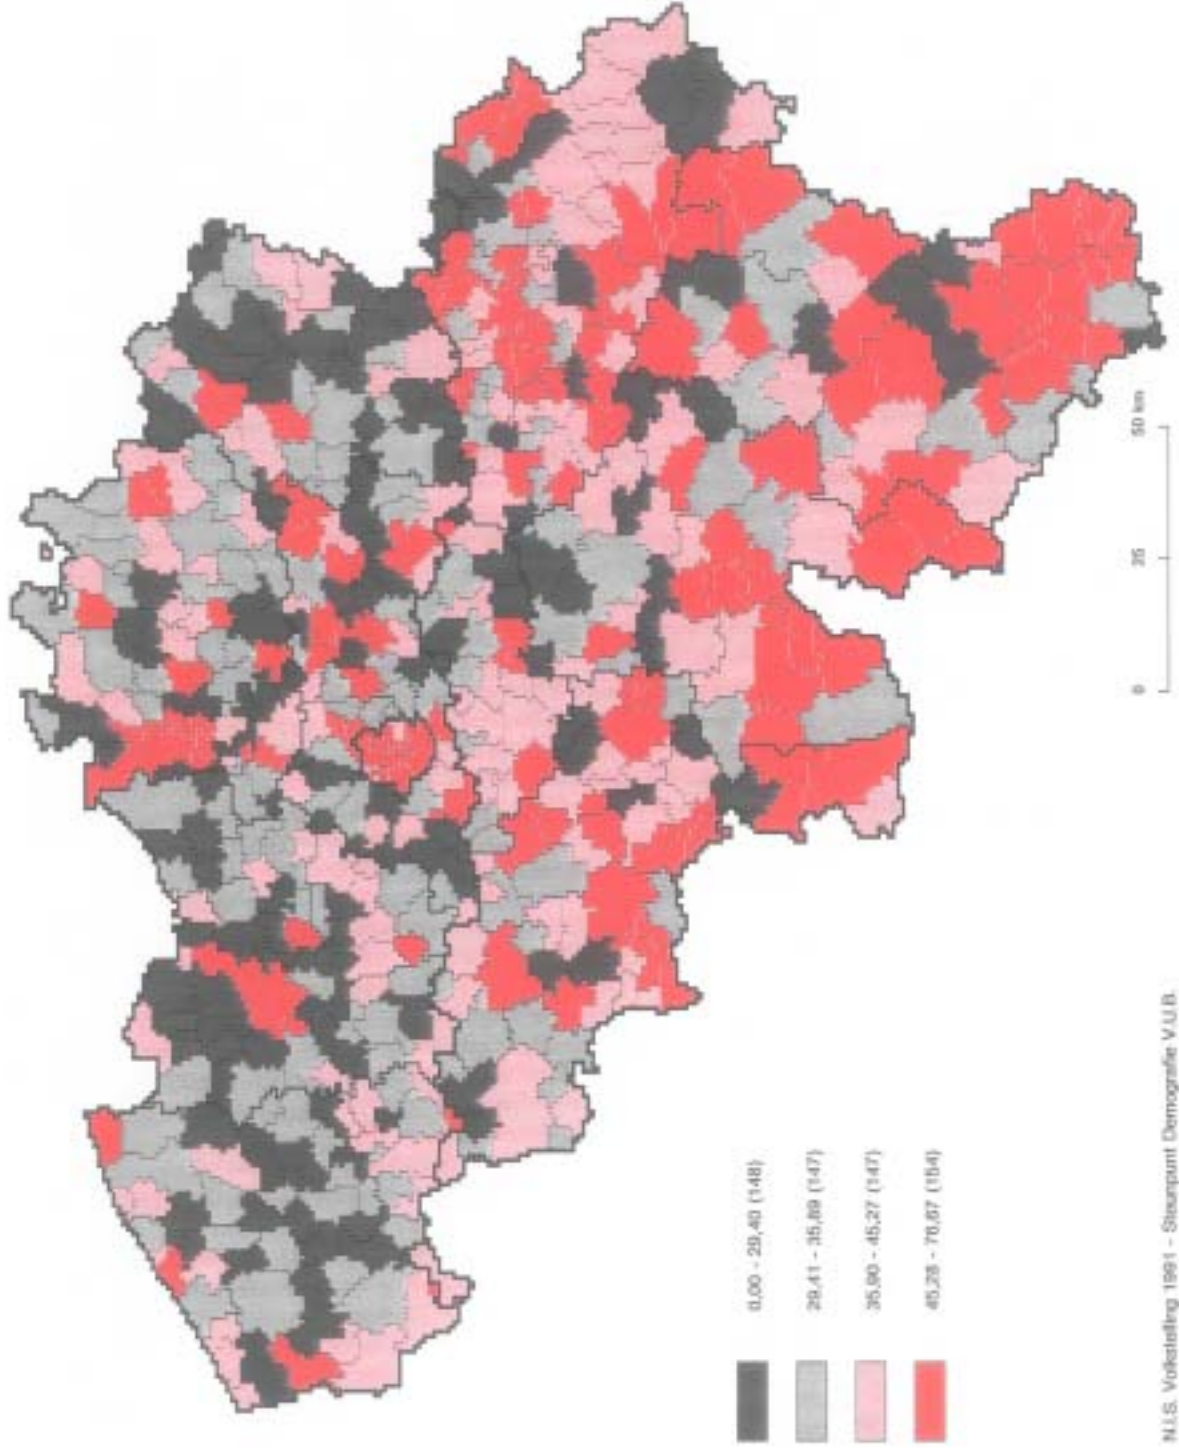 0,00 - 29,40 (148)
29,41 - 35,89 (147)
35,90 - 45,27 (147)
45,28 - 76,67 (154)
0 25 50 km
N.I.S. Volkstelling 1991 - Steunpunt Demografie V.U.B.